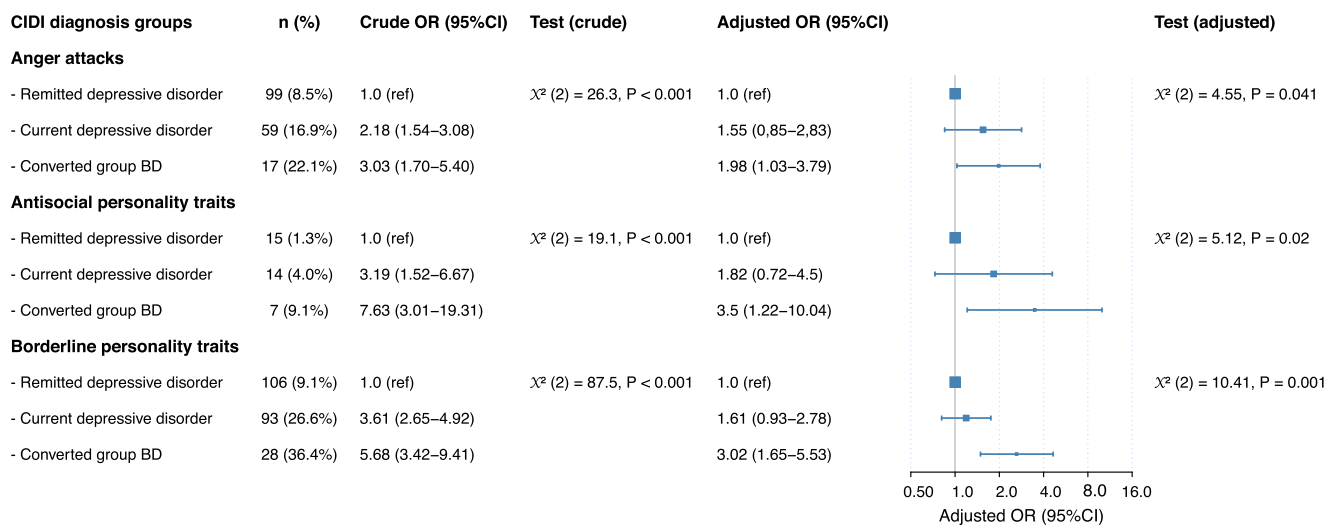 CIDI diagnosis groups n (%) Crude OR (95%CI) Test (crude) Adjusted OR (95%CI) Test (adjusted)
Anger attacks
- Remitted depressive disorder 99 (8.5%) 1.0 (ref) X² (2) = 26.3, P < 0.001 1.0 (ref) X² (2) = 4.55, P = 0.041
- Current depressive disorder 59 (16.9%) 2.18 (1.54–3.08) 1.55 (0,85–2,83)
- Converted group BD 17 (22.1%) 3.03 (1.70–5.40) 1.98 (1.03–3.79)
Antisocial personality traits
- Remitted depressive disorder 15 (1.3%) 1.0 (ref) X² (2) = 19.1, P < 0.001 1.0 (ref) X² (2) = 5.12, P = 0.02
- Current depressive disorder 14 (4.0%) 3.19 (1.52–6.67) 1.82 (0.72–4.5)
- Converted group BD 7 (9.1%) 7.63 (3.01–19.31) 3.5 (1.22–10.04)
Borderline personality traits
- Remitted depressive disorder 106 (9.1%) 1.0 (ref) X² (2) = 87.5, P < 0.001 1.0 (ref) X² (2) = 10.41, P = 0.001
- Current depressive disorder 93 (26.6%) 3.61 (2.65–4.92) 1.61 (0.93–2.78)
- Converted group BD 28 (36.4%) 5.68 (3.42–9.41) 3.02 (1.65–5.53)
0.50 1.0 2.0 4.0 8.0 16.0
Adjusted OR (95%CI)